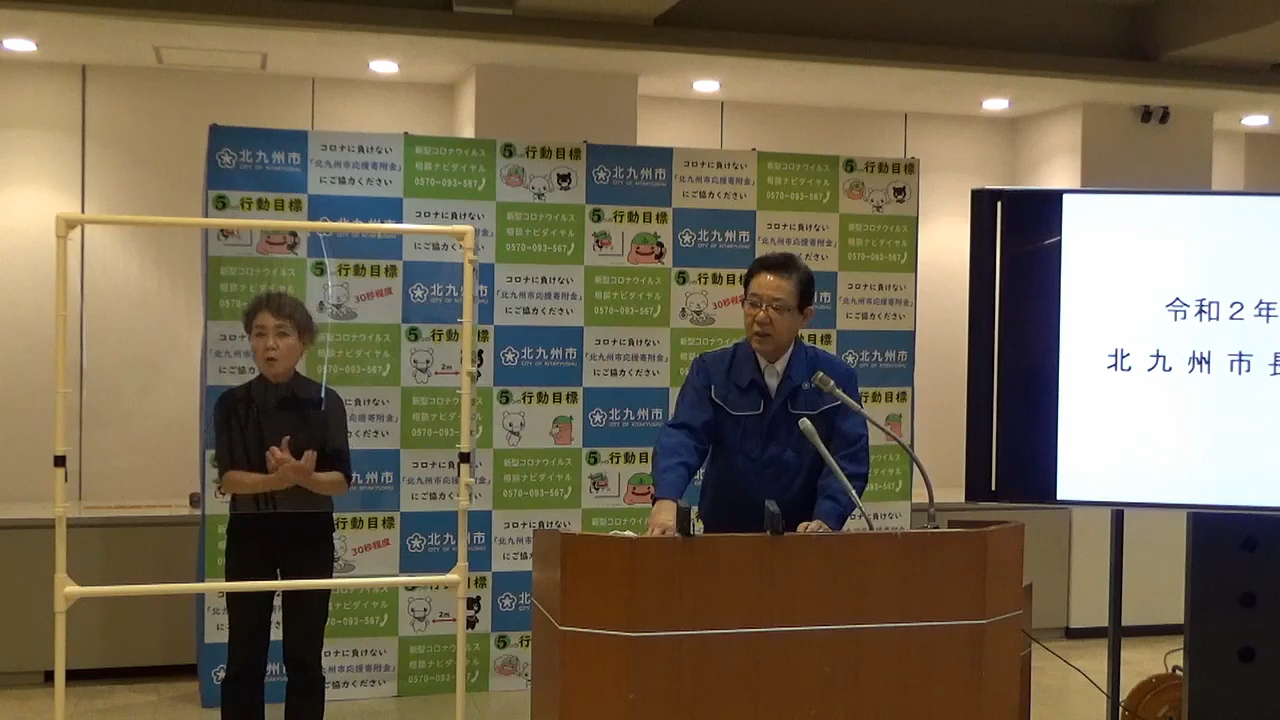 北九州市
CITY OF KITAKYUSHU
コロナに負けない
「北九州市応援寄附金」
にご協力ください
新型コロナウイルス
相談ナビダイヤル
0570-093-567
5つの行動目標
30秒程度
2m
令和２年
北九州市長